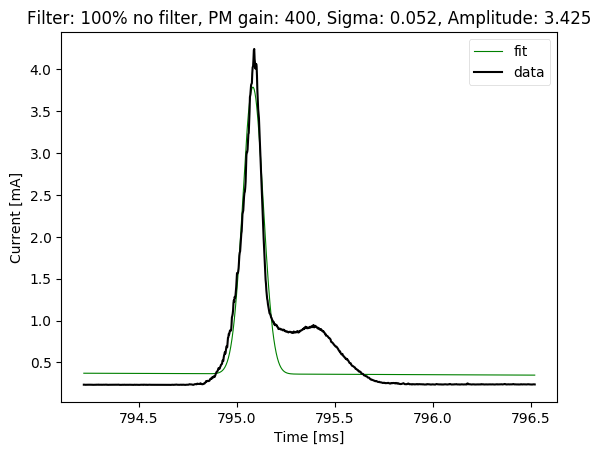 Filter: 100% no filter, PM gain: 400, Sigma: 0.052, Amplitude: 3.425
fit
data
4.0
3.5
3.0
2.5
2.0
1.5
1.0
0.5
Current [mA]
794.5 795.0 795.5 796.0 796.5
Time [ms]